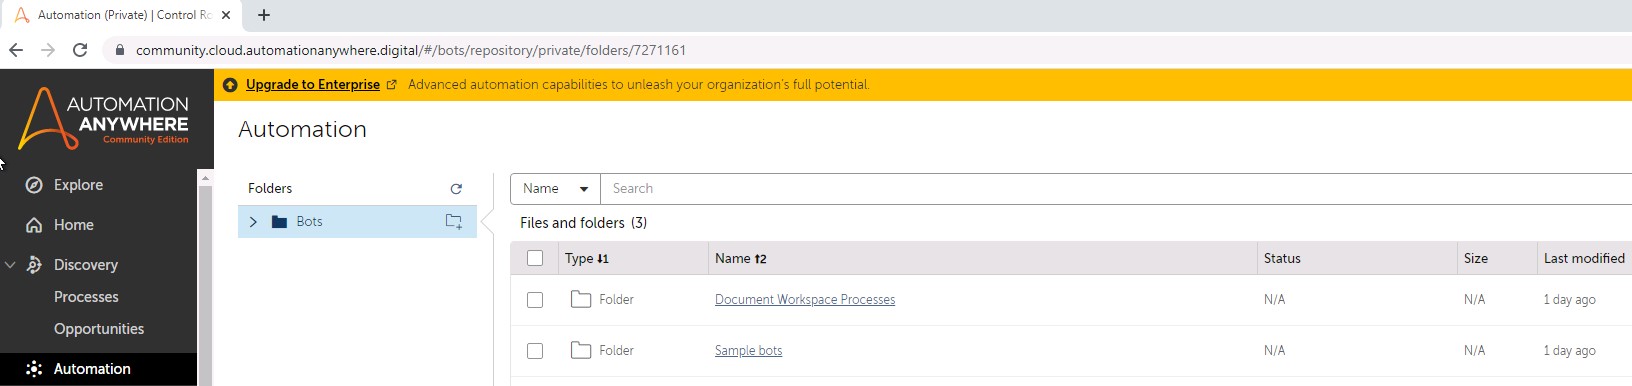 Automation (Private) | Control Ro
community.cloud.automationanywhere.digital/#/bots/repository/private/folders/7271161
AUTOMATION
ANYWHERE
Community Edition
Upgrade to Enterprise Advanced automation capabilities to unleash your organization's full potential.
Automation
Explore
Home
Discovery
Processes
Opportunities
Automation
Folders
Bots
Name Search
Files and folders (3)
Type 1 Name 2 Status Size Last modified
Folder Document Workspace Processes N/A N/A 1 day ago
Folder Sample bots N/A N/A 1 day ago